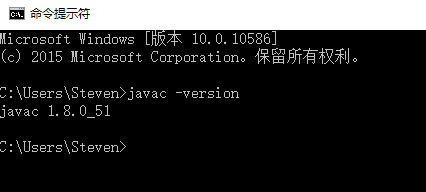 命令提示符
Microsoft Windows [版本 10.0.10586]
(c) 2015 Microsoft Corporation。保留所有权利。
C:\Users\Steven>javac -version
javac 1.8.0_51
C:\Users\Steven>